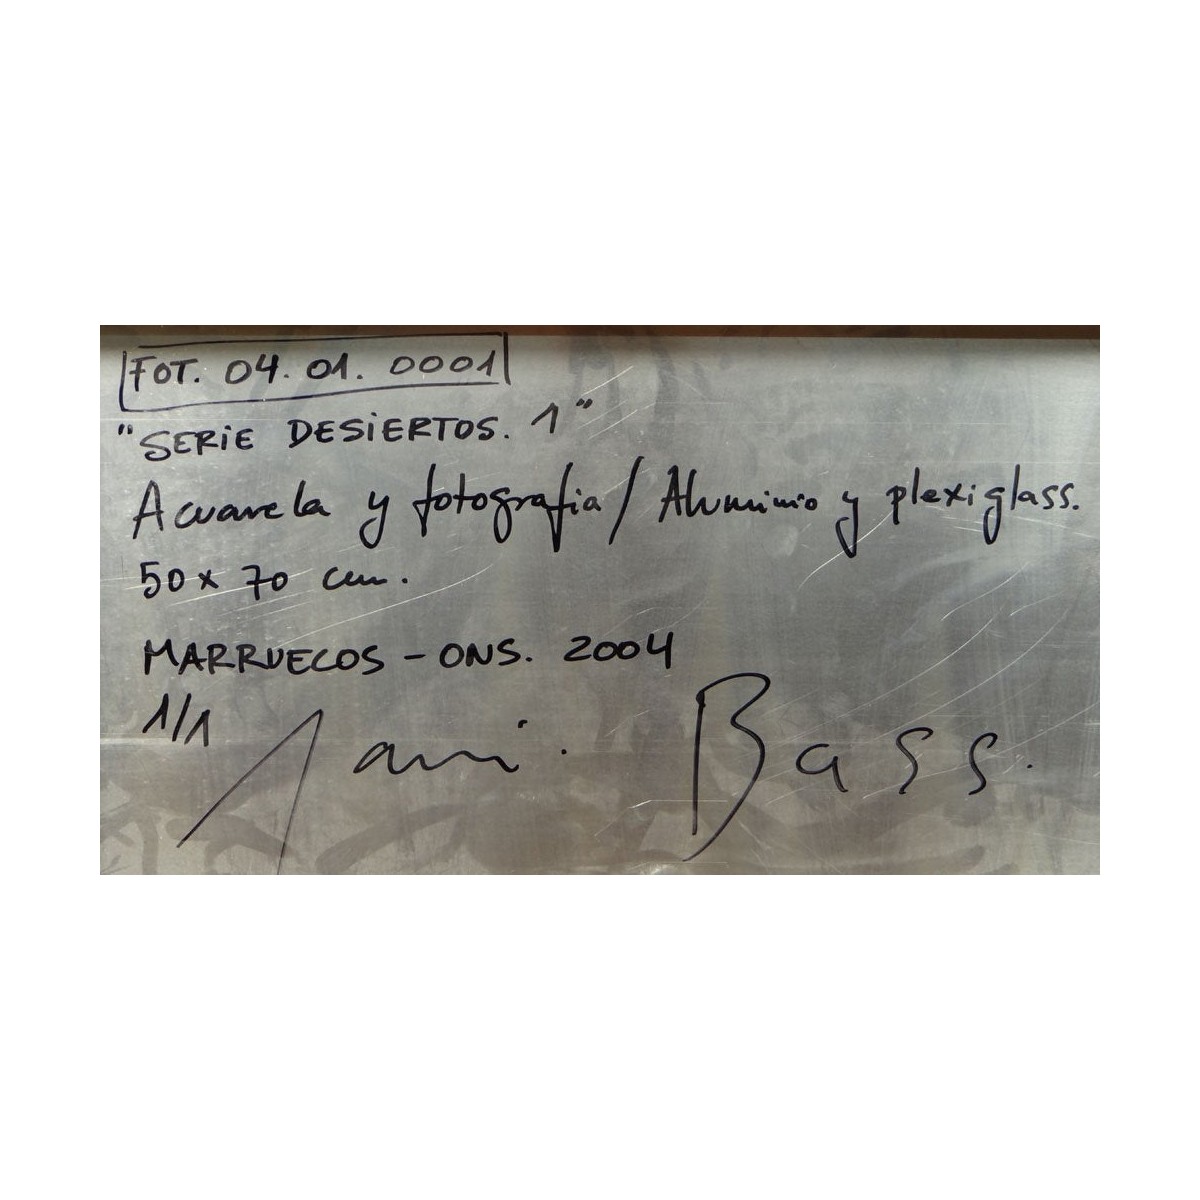 FOT. 04. 01. 0001
"SERiE DESiERTOS. 1"
Acuarela y fotografia / Aluminio y plexiglass.
50 x 70 cm.
MARRUECOS - ONS. 2004
1/1
Bass.